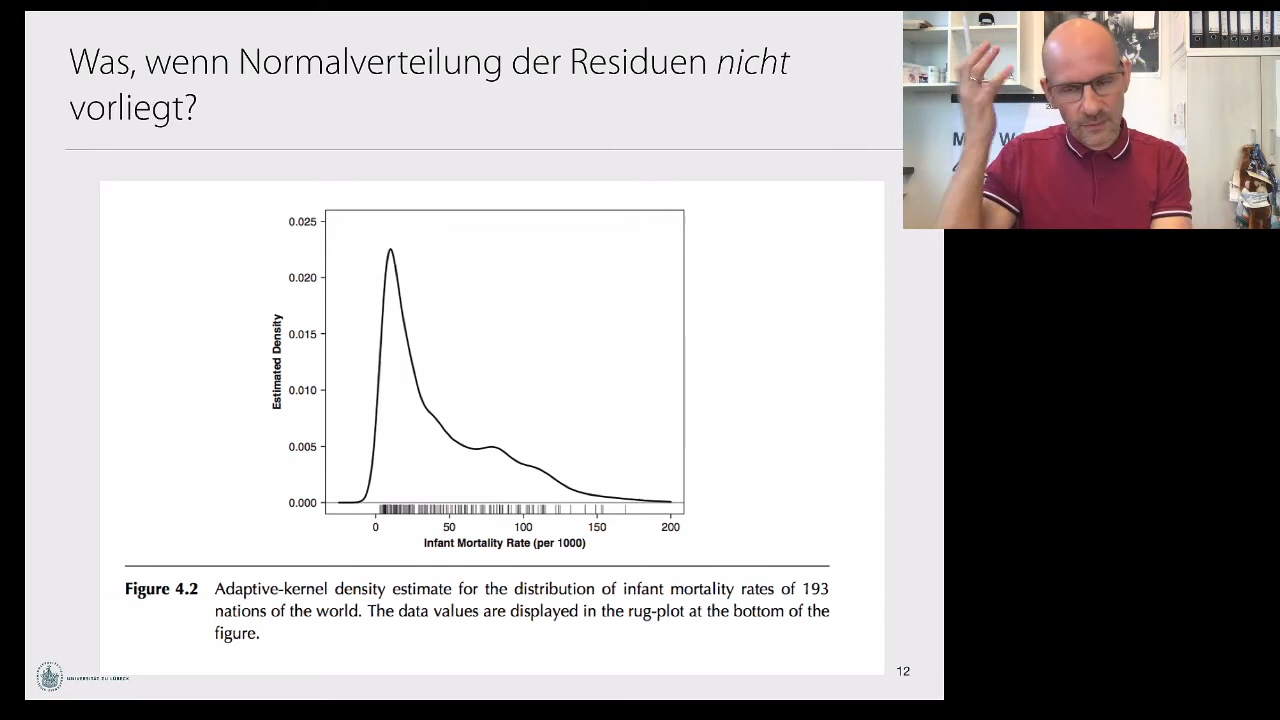 Was, wenn Normalverteilung der Residuen nicht
vorliegt?
0.025
0.020
0.015
0.010
0.005
0.000
Estimated Density
0
50
100
150
200
Infant Mortality Rate (per 1000)
Figure 4.2 Adaptive-kernel density estimate for the distribution of infant mortality rates of 193
nations of the world. The data values are displayed in the rug-plot at the bottom of the
figure.
UNIVERSITÄT ZU LÜBECK
12